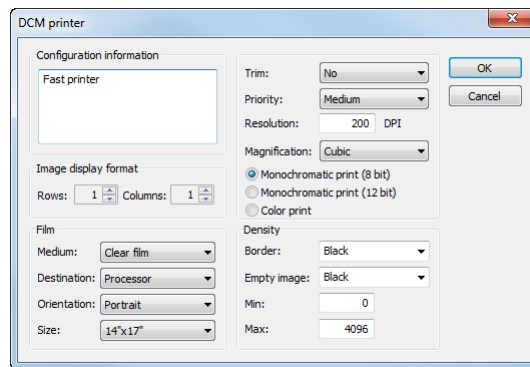 DCM printer
Configuration information
Fast printer
Trim: No
Priority: Medium
Resolution: 200 DPI
Magnification: Cubic
Monochromatic print (8 bit)
Monochromatic print (12 bit)
Color print
OK
Cancel
Image display format
Rows: 1 Columns: 1
Film
Medium: Clear film
Destination: Processor
Orientation: Portrait
Size: 14"x17"
Density
Border: Black
Empty image: Black
Min: 0
Max: 4096